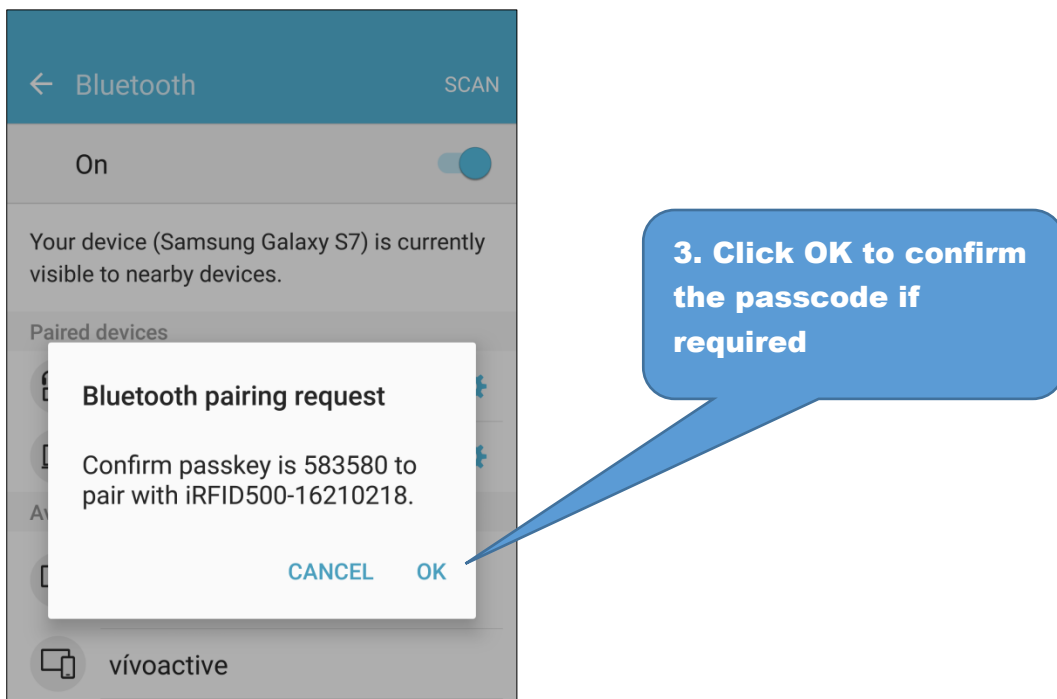 Bluetooth SCAN
On
Your device (Samsung Galaxy S7) is currently
visible to nearby devices.
Paired devices
Bluetooth pairing request
Confirm passkey is 583580 to
pair with iRFID500-16210218.
CANCEL OK
vívoactive
3. Click OK to confirm
the passcode if
required